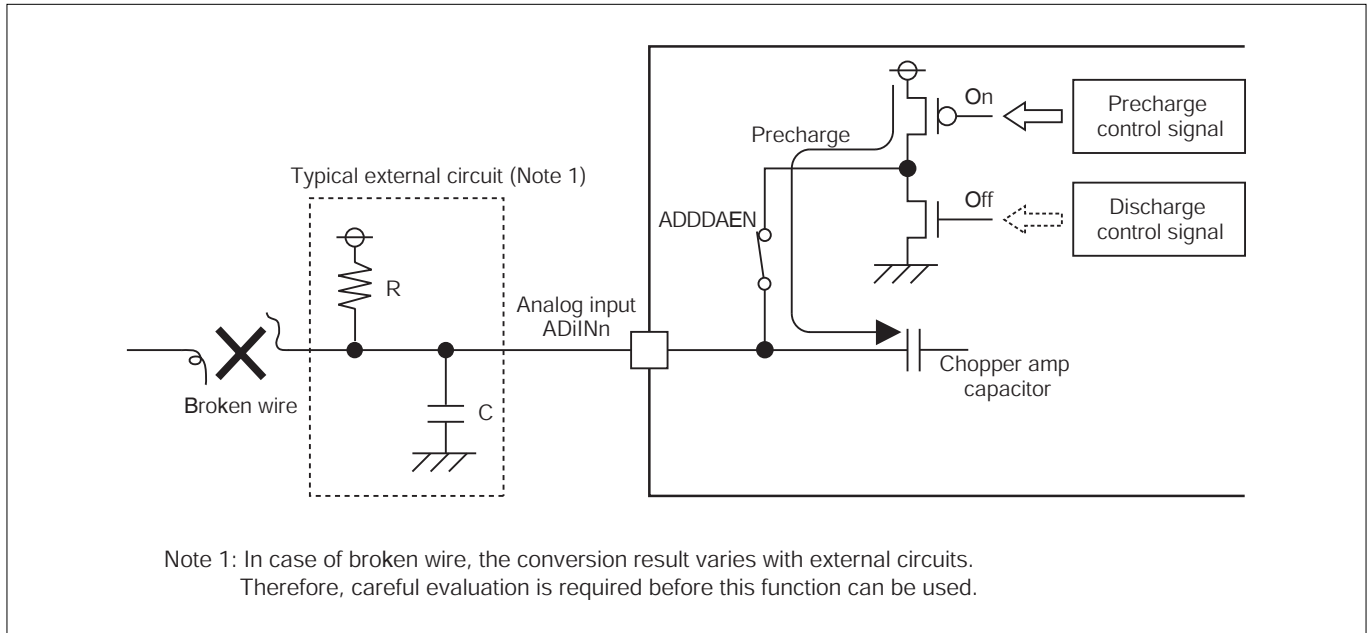 On
Precharge
control signal
Precharge
Typical external circuit (Note 1)
Off
Discharge
control signal
ADDDAEN
R
Analog input
ADiINn
Chopper amp
capacitor
Broken wire
C
Note 1: In case of broken wire, the conversion result varies with external circuits.
Therefore, careful evaluation is required before this function can be used.